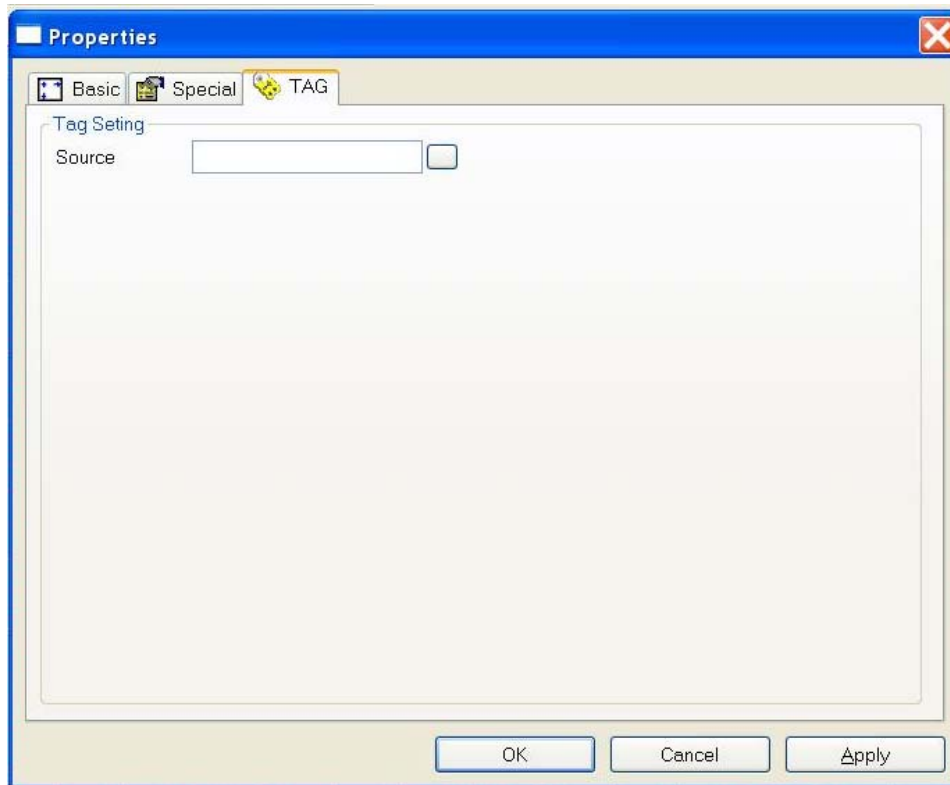 Properties
Basic Special TAG
Tag Seting
Source
OK Cancel Apply